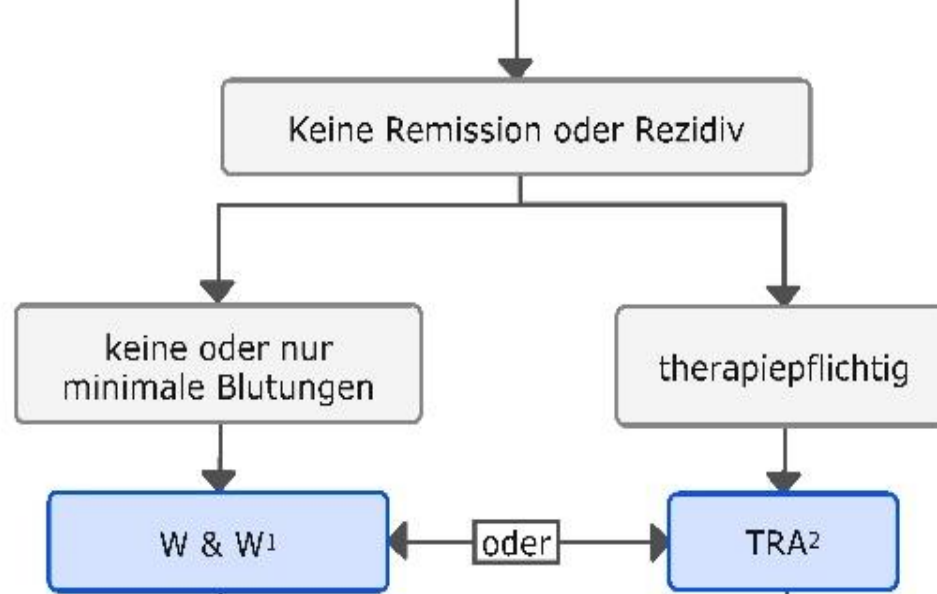 Keine Remission oder Rezidiv
keine oder nur
minimale Blutungen
therapiepflichtig
W & W¹
oder
TRA²